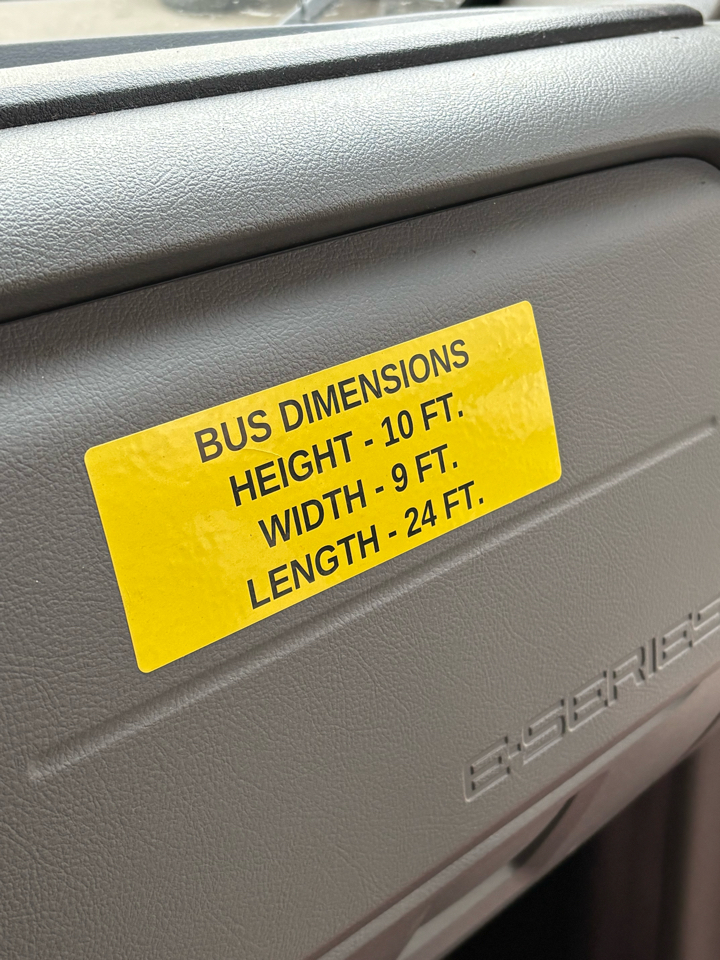 BUS DIMENSIONS
HEIGHT - 10 FT.
WIDTH - 9 FT.
LENGTH - 24 FT.
E-SERIES